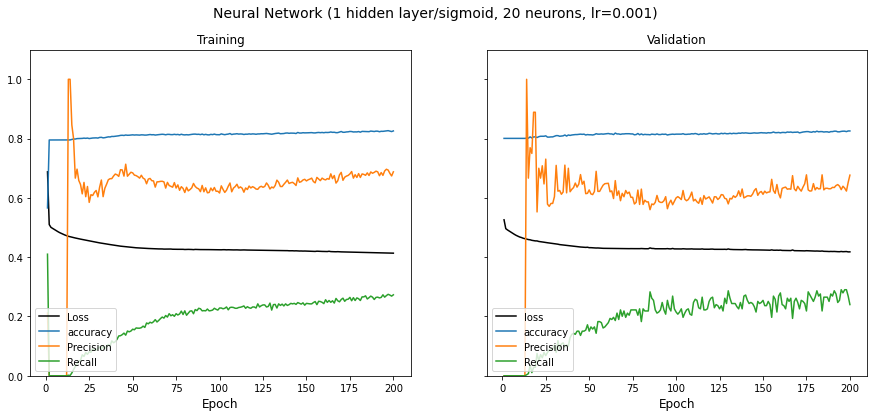 Neural Network (1 hidden layer/sigmoid, 20 neurons, lr=0.001)
Training
1.0
0.8
0.6
0.4
0.2
0.0
Loss
accuracy
Precision
Recall
0 25 50 75 100 125 150 175 200
Epoch
Validation
loss
accuracy
Precision
Recall
0 25 50 75 100 125 150 175 200
Epoch